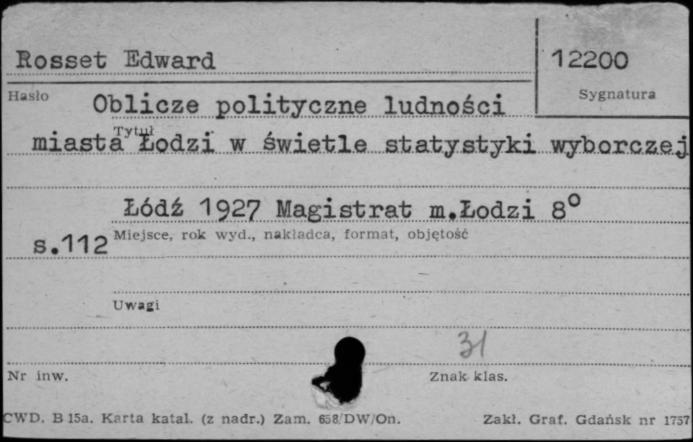 Rosset Edward
12200
Hasło
Sygnatura
Oblicze polityczne ludności
Tytuł
miasta Łodzi w świetle statystyki wyborczej
Łódź 1927 Magistrat m.Łodzi 8°
Miejsce, rok wyd., nakładca, format, objętość
s.112
Uwagi
31
Nr inw.
Znak klas.
CWD. B 15a. Karta katal. (z nadr.) Zam. 658/DW/On.
Zakł. Graf. Gdańsk nr 1757